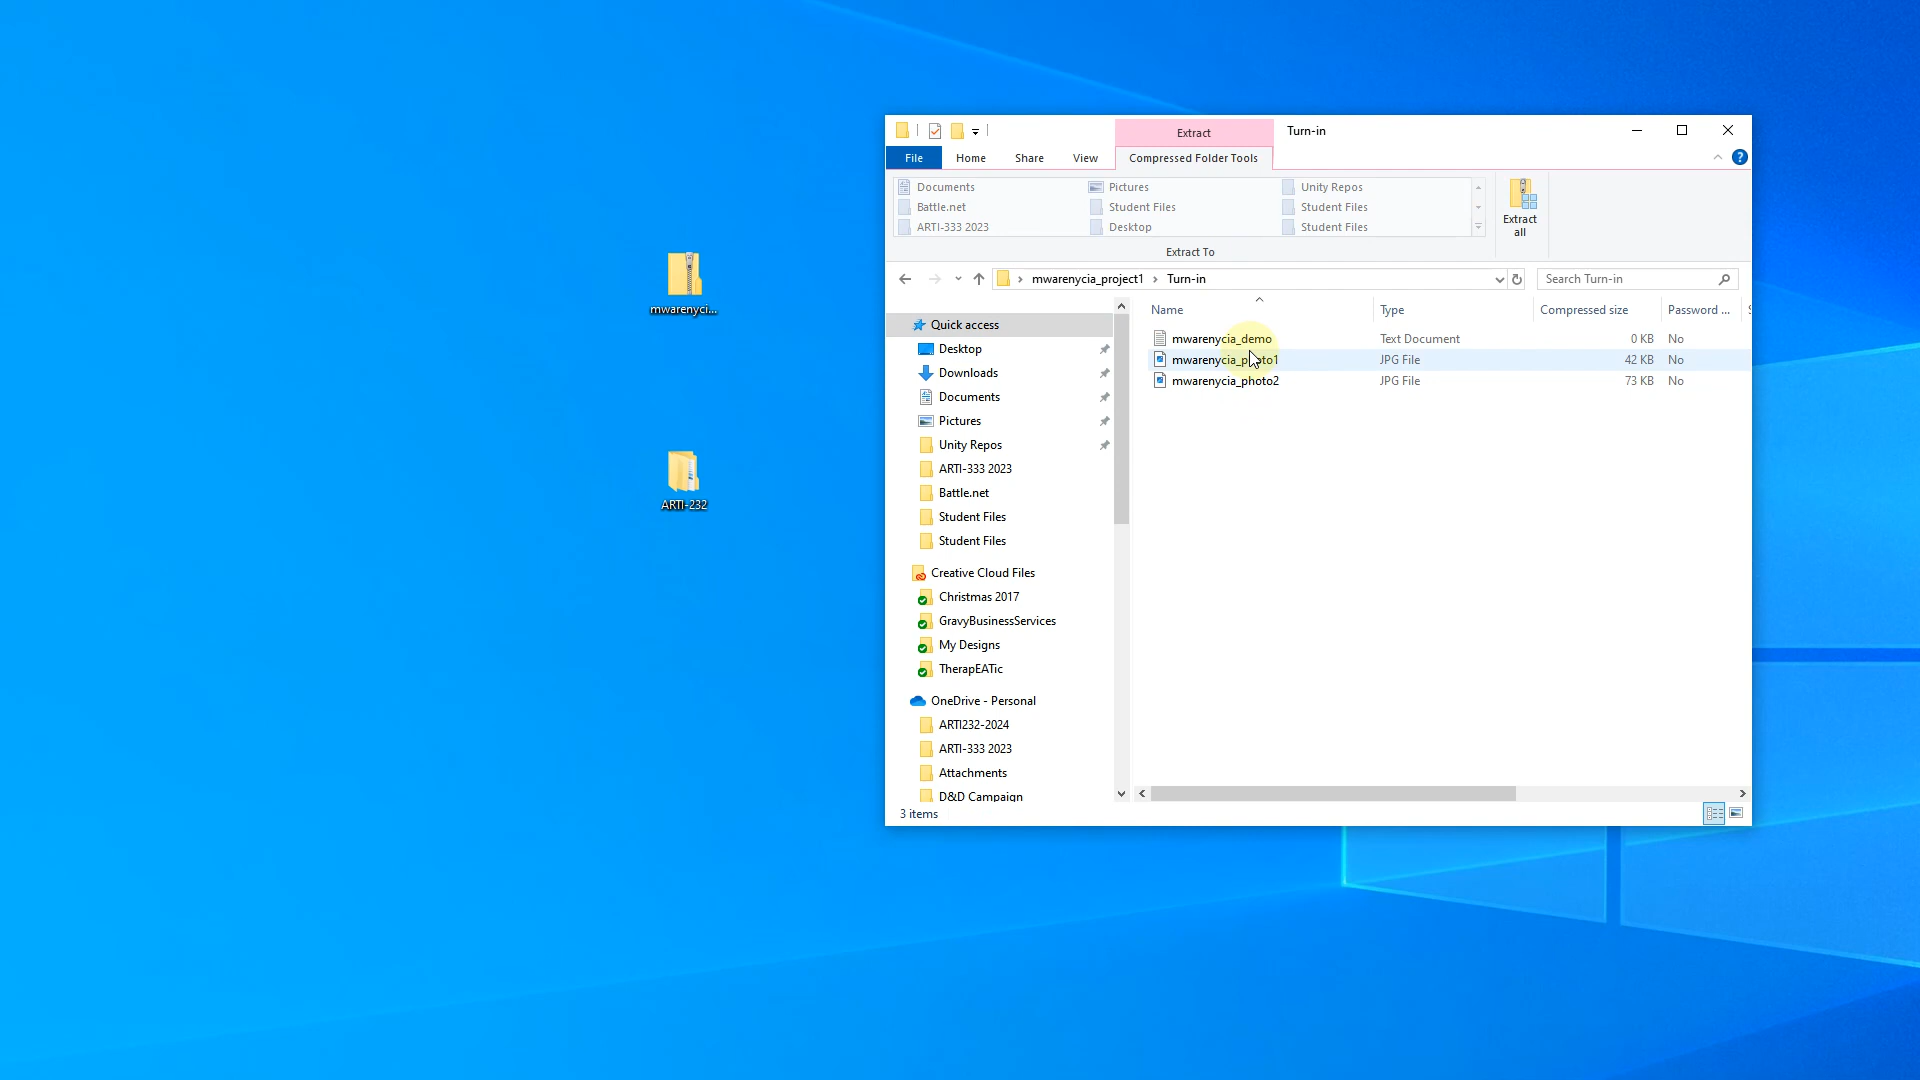 Extract
Turn-in
File
Home
Share
View
Compressed Folder Tools
Documents
Pictures
Unity Repos
Battle.net
Student Files
Student Files
ARTI-333 2023
Desktop
Student Files
Extract all
Extract To
mwarenycia_project1 > Turn-in
Search Turn-in
Name
Type
Compressed size
Password ...
mwarenycia_demo
Text Document
0 KB
No
mwarenycia_photo1
JPG File
42 KB
No
mwarenycia_photo2
JPG File
73 KB
No
Quick access
Desktop
Downloads
Documents
Pictures
Unity Repos
ARTI-333 2023
Battle.net
Student Files
Student Files
Creative Cloud Files
Christmas 2017
GravyBusinessServices
My Designs
TherapEATic
OneDrive - Personal
ARTI232-2024
ARTI-333 2023
Attachments
D&D Campaign
3 items
mwarenyci...
ARTI-232